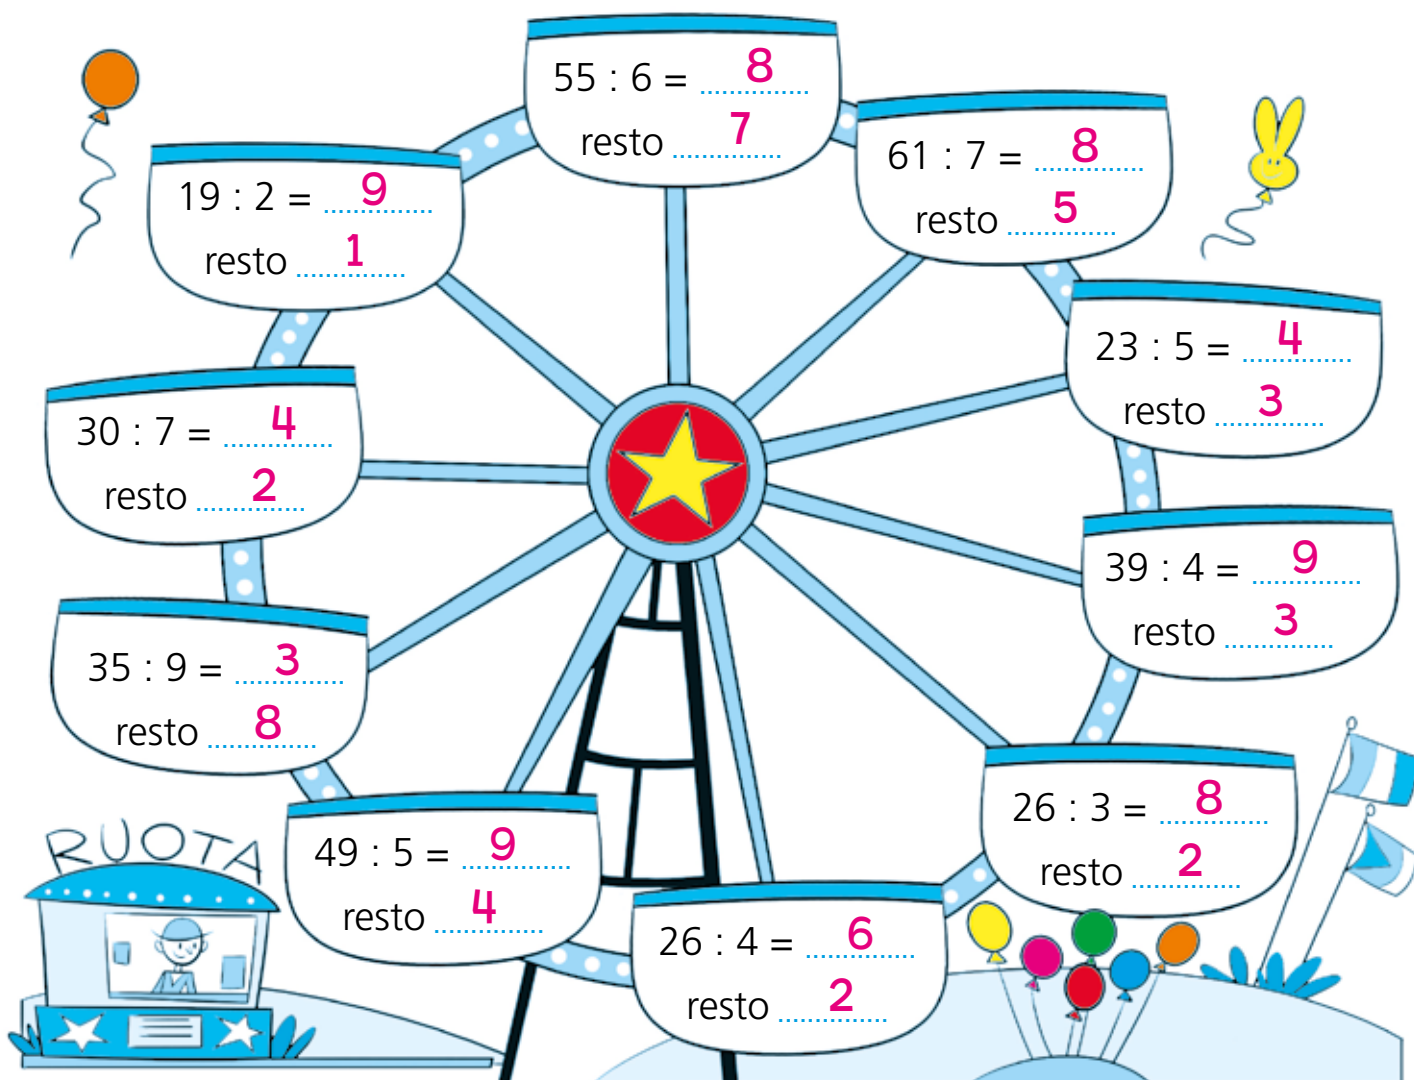 55 : 6 = 8
resto 7
61 : 7 = 8
resto 5
19 : 2 = 9
resto 1
23 : 5 = 4
resto 3
30 : 7 = 4
resto 2
39 : 4 = 9
resto 3
35 : 9 = 3
resto 8
26 : 3 = 8
resto 2
49 : 5 = 9
resto 4
26 : 4 = 6
resto 2
RUOTA